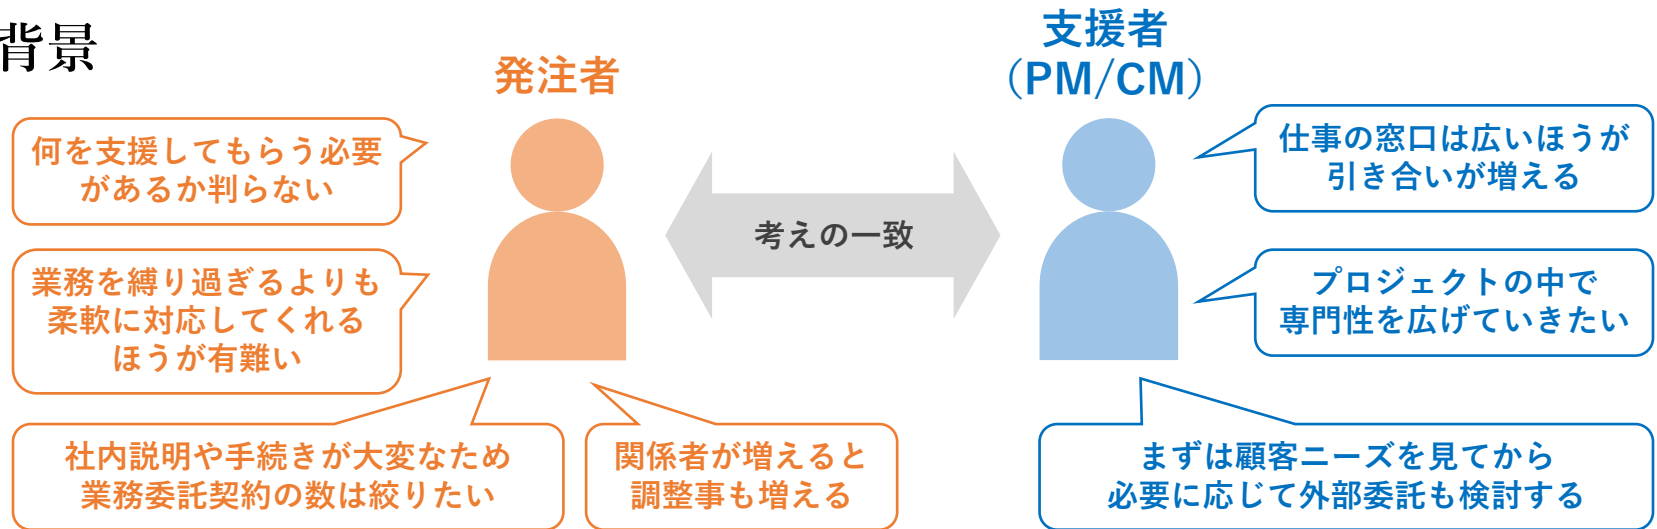 背景
発注者
支援者
（PM/CM）
何を支援してもらう必要
があるか判らない
業務を縛り過ぎるよりも
柔軟に対応してくれる
ほうが有難い
社内説明や手続きが大変なため
業務委託契約の数は絞りたい
関係者が増えると
調整事も増える
考えの一致
仕事の窓口は広いほうが
引き合いが増える
プロジェクトの中で
専門性を広げていきたい
まずは顧客ニーズを見てから
必要に応じて外部委託も検討する